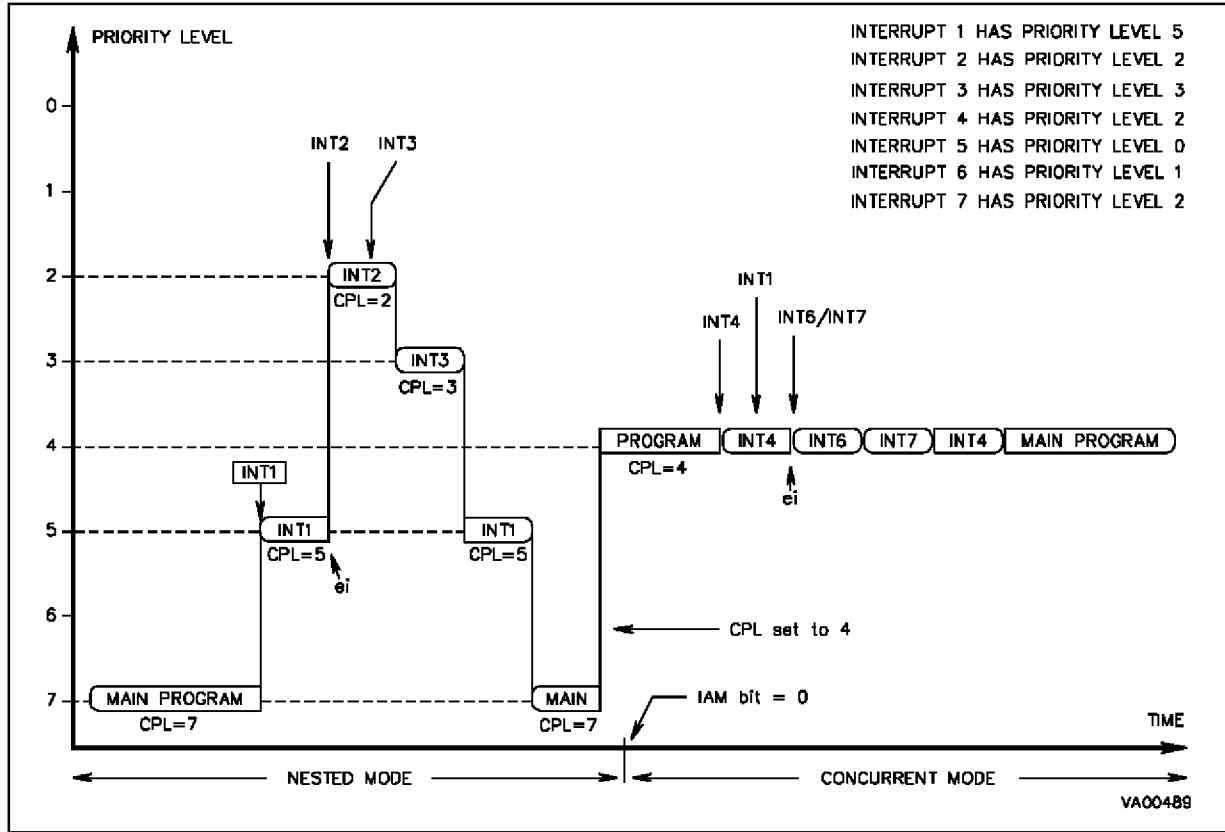 PRIORITY LEVEL
INTERRUPT 1 HAS PRIORITY LEVEL 5
INTERRUPT 2 HAS PRIORITY LEVEL 2
INTERRUPT 3 HAS PRIORITY LEVEL 3
INTERRUPT 4 HAS PRIORITY LEVEL 2
INTERRUPT 5 HAS PRIORITY LEVEL 0
INTERRUPT 6 HAS PRIORITY LEVEL 1
INTERRUPT 7 HAS PRIORITY LEVEL 2
0
INT2 INT3
1
2 INT2
CPL=2
INT1
INT4 INT6/INT7
3 INT3
CPL=3
4 PROGRAM INT4 INT6 INT7 INT4 MAIN PROGRAM
CPL=4
ei
INT1
5 INT1 INT1
CPL=5 CPL=5
ei
6
CPL set to 4
7 MAIN PROGRAM MAIN
CPL=7 CPL=7
IAM bit = 0
TIME
NESTED MODE CONCURRENT MODE
VA00489